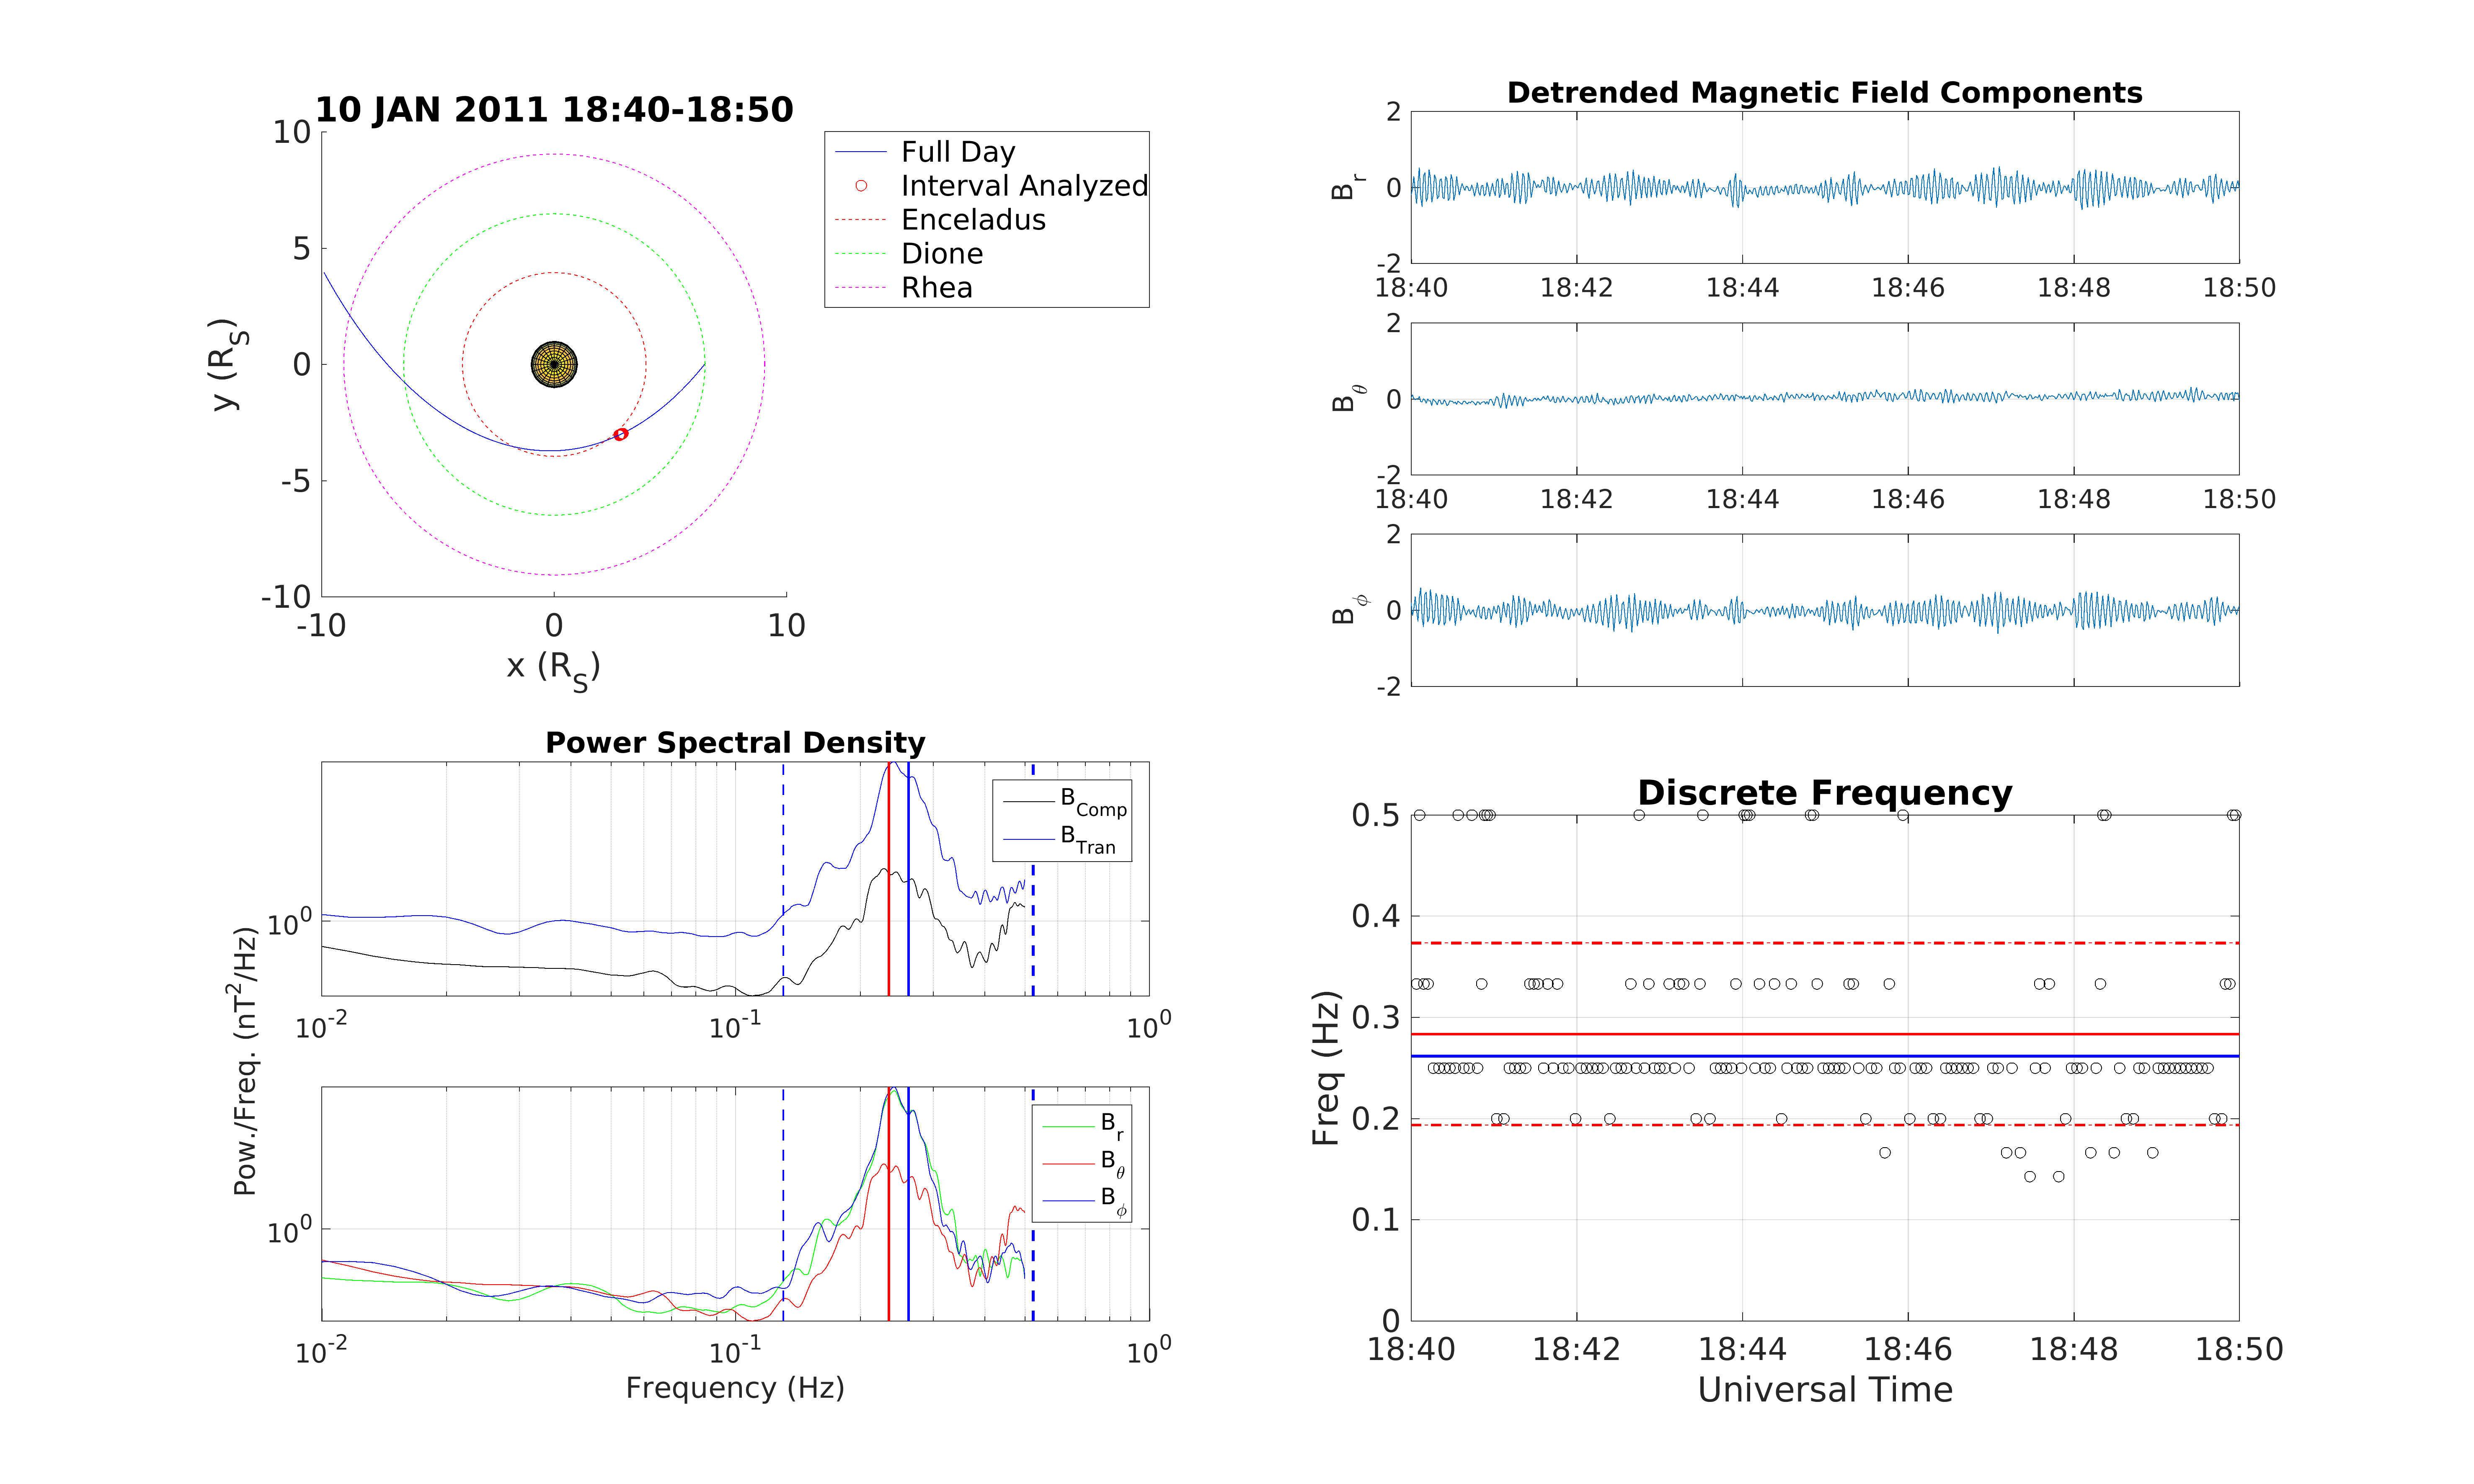 10 JAN 2011 18:40-18:50
10
5
0
-5
-10
-10 0 10
y (R_S)
x (R_S)
Full Day
Interval Analyzed
Enceladus
Dione
Rhea
Detrended Magnetic Field Components
2
0
-2
B_r
18:40 18:42 18:44 18:46 18:48 18:50
2
0
-2
B_θ
18:40 18:42 18:44 18:46 18:48 18:50
2
0
-2
B_ϕ
Power Spectral Density
10^0
10^-2 10^-1 10^0
B_Comp
B_Tran
Pow./Freq. (nT^2/Hz)
10^0
10^-2 10^-1 10^0
B_r
B_θ
B_ϕ
Frequency (Hz)
Discrete Frequency
0.5
0.4
0.3
0.2
0.1
0
Freq (Hz)
18:40 18:42 18:44 18:46 18:48 18:50
Universal Time